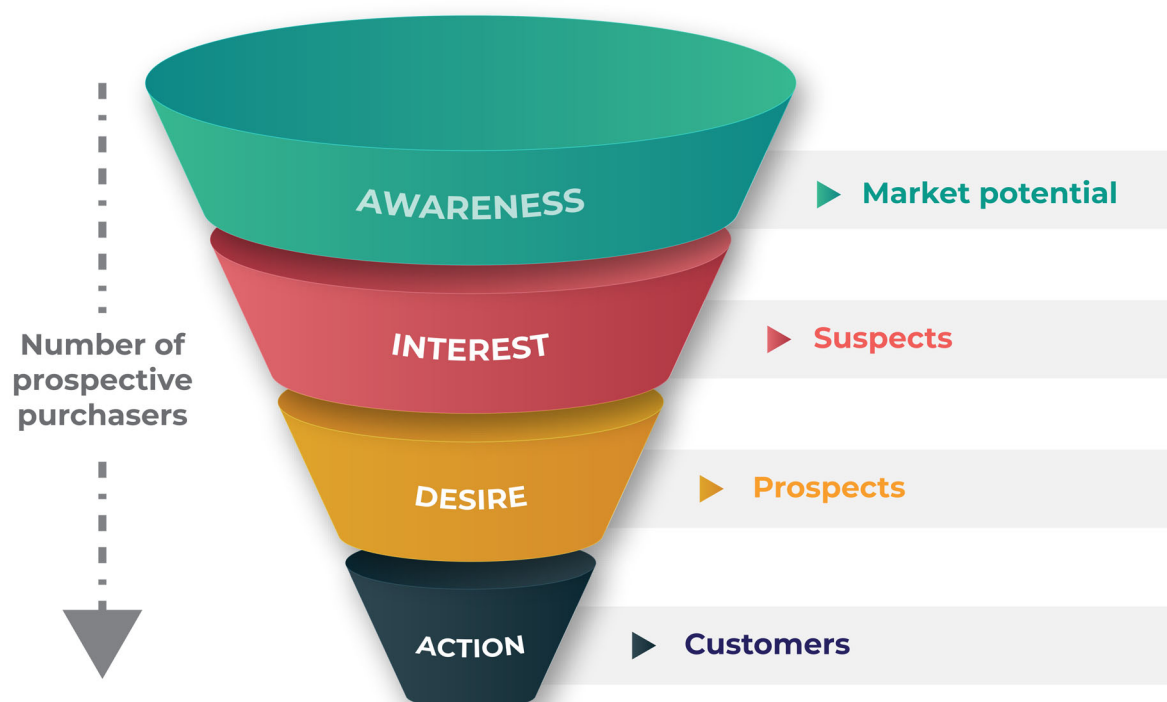 AWARENESS
Market potential
INTEREST
Suspects
Number of
prospective
purchasers
DESIRE
Prospects
ACTION
Customers